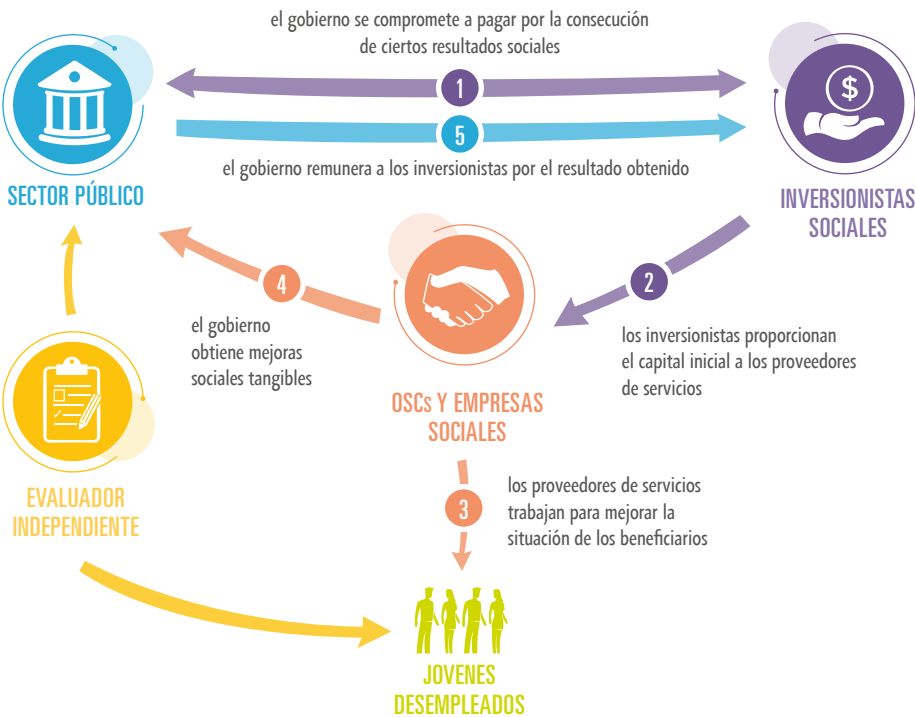 el gobierno se compromete a pagar por la consecución
de ciertos resultados sociales
1
5
el gobierno remunera a los inversionistas por el resultado obtenido
SECTOR PÚBLICO
$
INVERSIONISTAS
SOCIALES
2
los inversionistas proporcionan
el capital inicial a los proveedores
de servicios
4
el gobierno
obtiene mejoras
sociales tangibles
OSCs Y EMPRESAS
SOCIALES
EVALUADOR
INDEPENDIENTE
3
los proveedores de servicios
trabajan para mejorar la
situación de los beneficiarios
JOVENES
DESEMPLEADOS